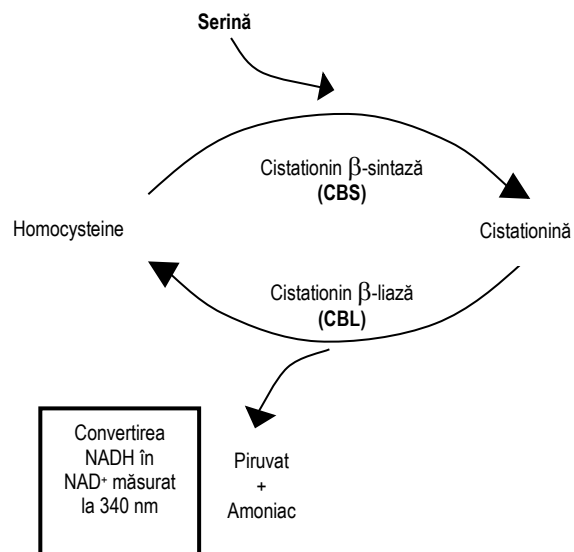 Serină
Cistationin β-sintază
(CBS)
Homocysteine
Cistationină
Cistationin β-liază
(CBL)
Convertirea
NADH în
NAD⁺ măsurat
la 340 nm
Piruvat
+
Amoniac